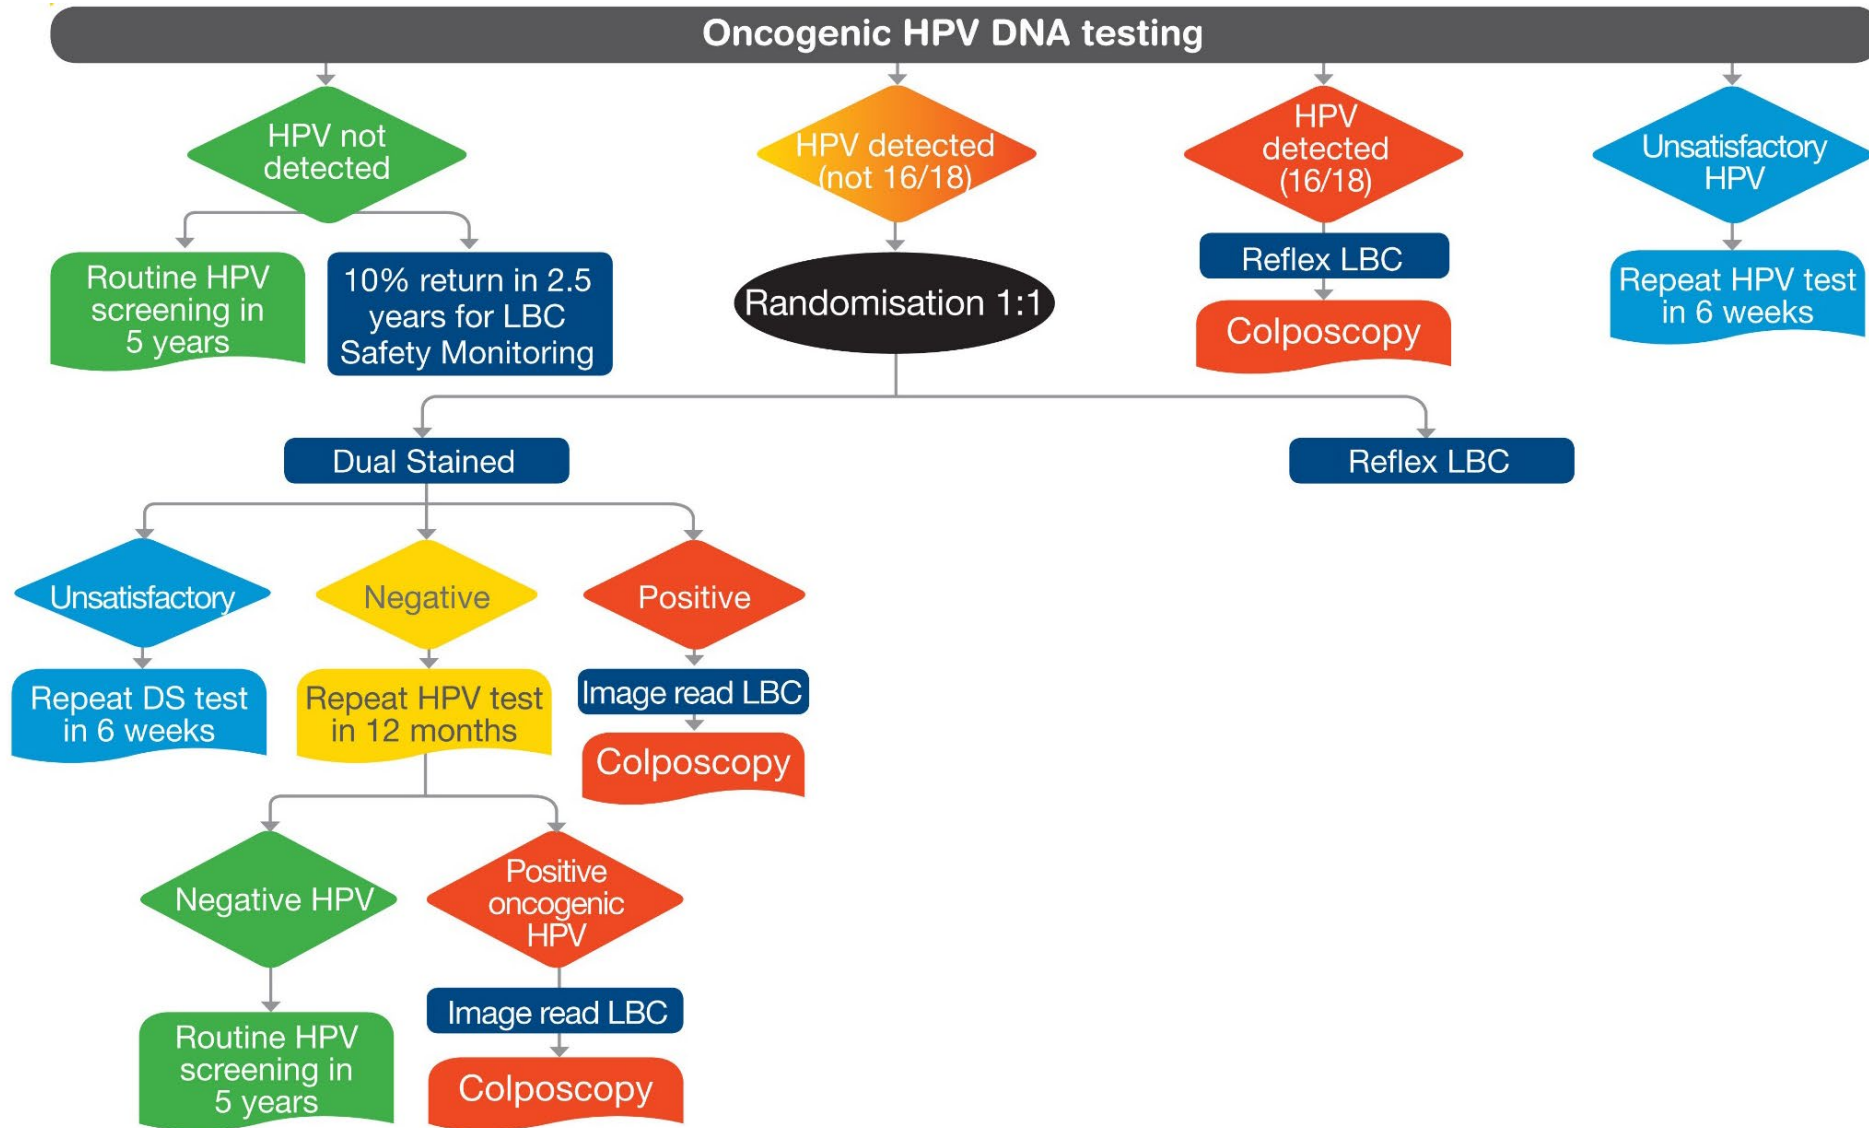 Oncogenic HPV DNA testing
HPV not
detected
HPV detected
(not 16/18)
HPV
detected
(16/18)
Unsatisfactory
HPV
Routine HPV
screening in
5 years
10% return in 2.5
years for LBC
Safety Monitoring
Randomisation 1:1
Reflex LBC
Colposcopy
Repeat HPV test
in 6 weeks
Dual Stained
Reflex LBC
Unsatisfactory
Negative
Positive
Repeat DS test
in 6 weeks
Repeat HPV test
in 12 months
Image read LBC
Colposcopy
Negative HPV
Positive
oncogenic
HPV
Routine HPV
screening in
5 years
Image read LBC
Colposcopy